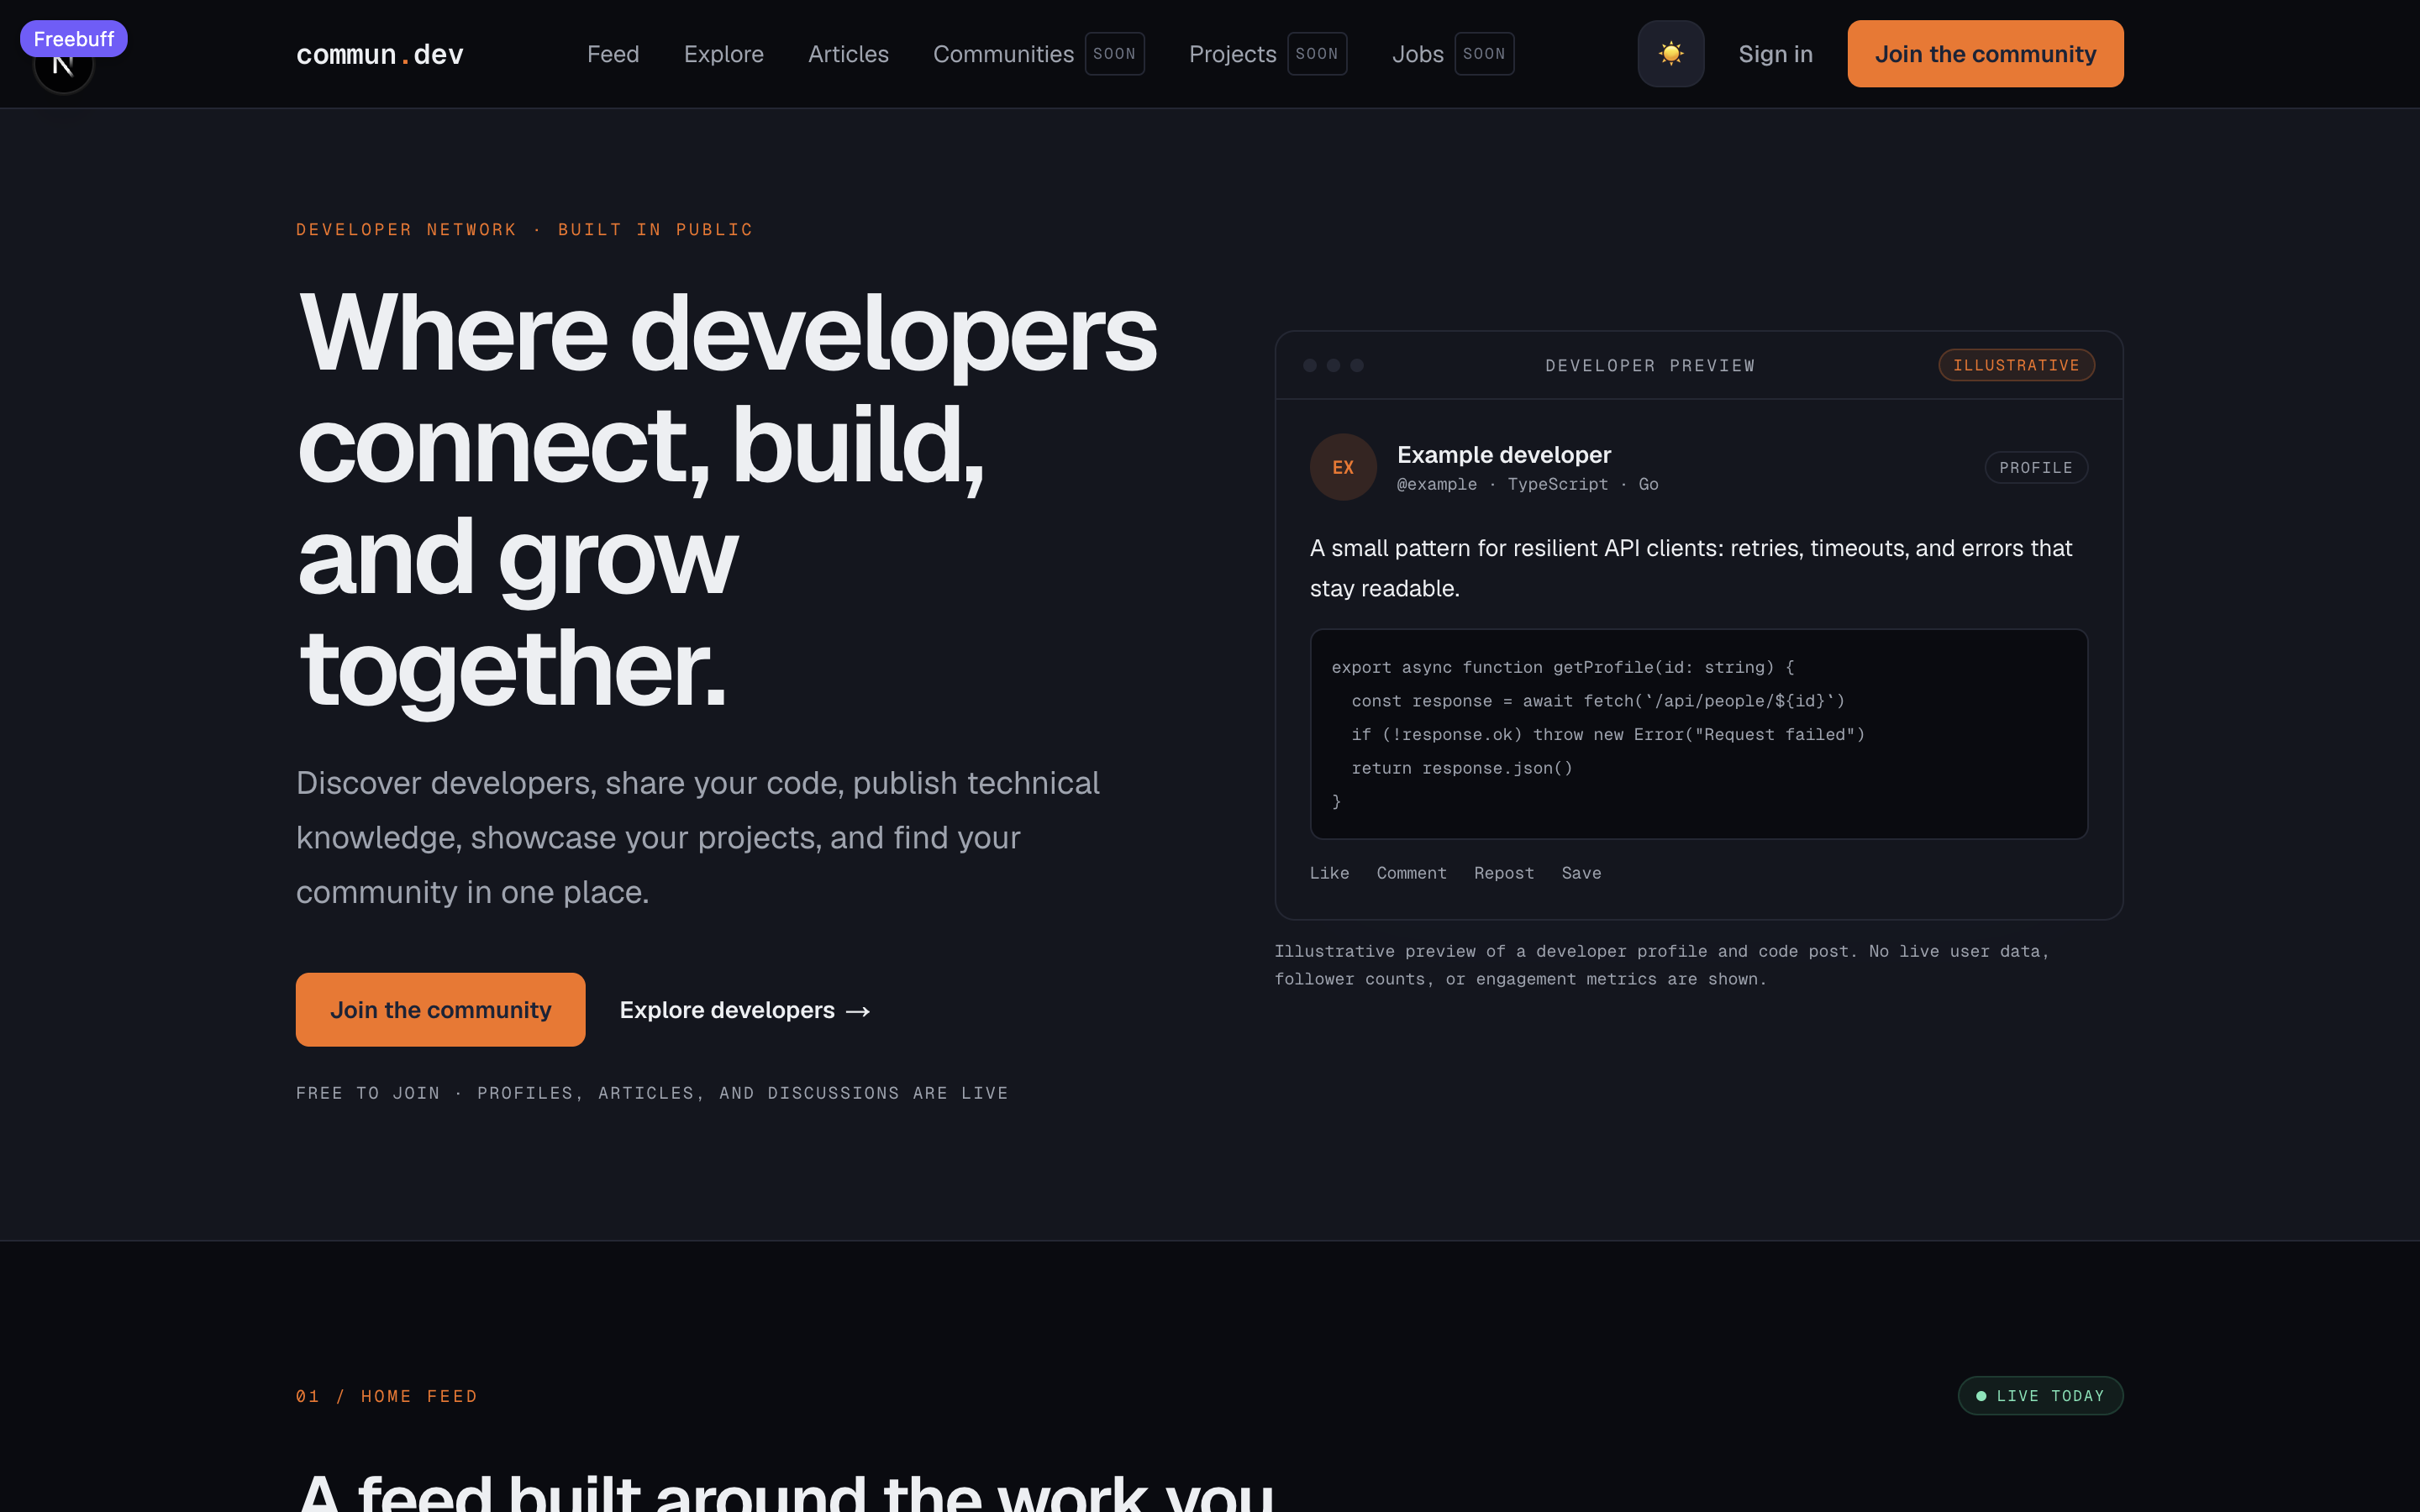 Freebuff
N
commun.dev
Feed
Explore
Articles
Communities SOON
Projects SOON
Jobs SOON
Sign in
Join the community
DEVELOPER NETWORK · BUILT IN PUBLIC
Where developers
connect, build,
and grow
together.
Discover developers, share your code, publish technical
knowledge, showcase your projects, and find your
community in one place.
Join the community
Explore developers →
FREE TO JOIN · PROFILES, ARTICLES, AND DISCUSSIONS ARE LIVE
DEVELOPER PREVIEW
ILLUSTRATIVE
EX
Example developer
@example · TypeScript · Go
PROFILE
A small pattern for resilient API clients: retries, timeouts, and errors that
stay readable.
export async function getProfile(id: string) {
  const response = await fetch(`/api/people/${id}`)
  if (!response.ok) throw new Error("Request failed")
  return response.json()
}
Like
Comment
Repost
Save
Illustrative preview of a developer profile and code post. No live user data,
follower counts, or engagement metrics are shown.
01 / HOME FEED
LIVE TODAY
A feed built around the work you